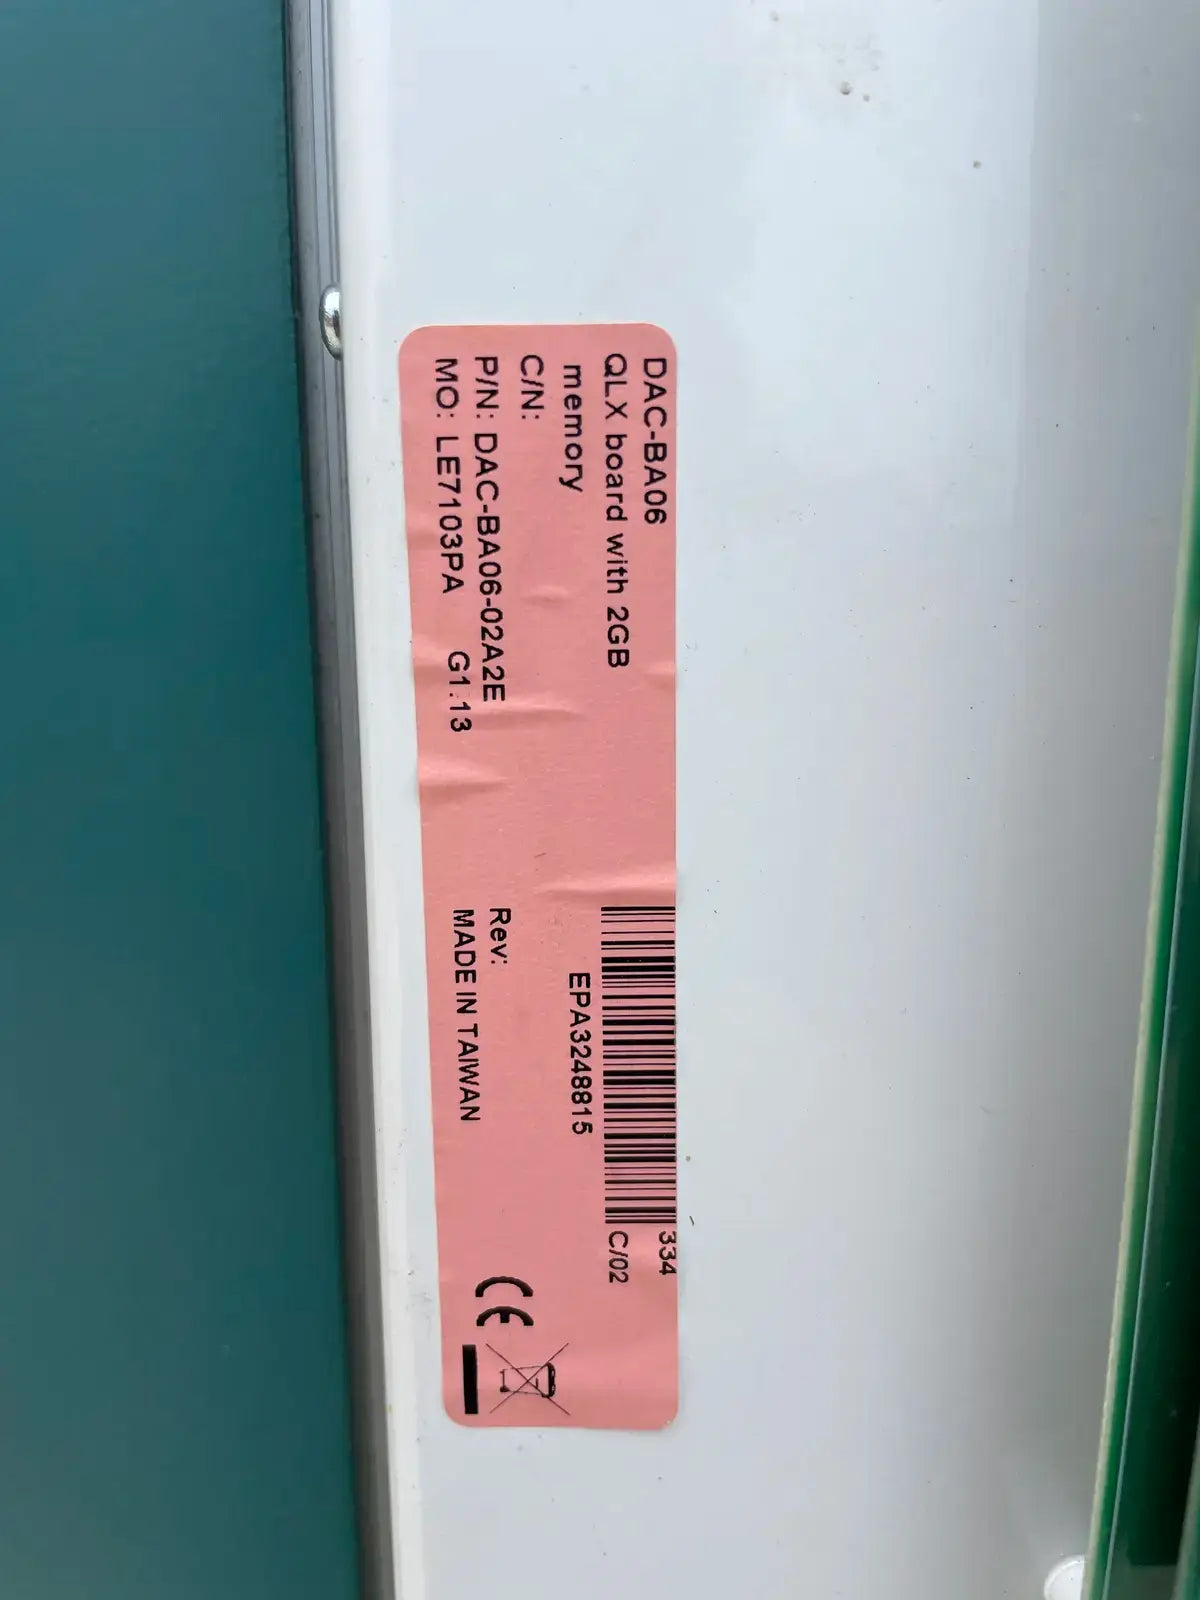 DAC-BA06
QLX board with 2GB
memory
C/N:
P/N: DAC-BA06-02A2E
MO: LE7103PA G1.13
334
C/02
EPA3248815
Rev:
MADE IN TAIWAN
CE